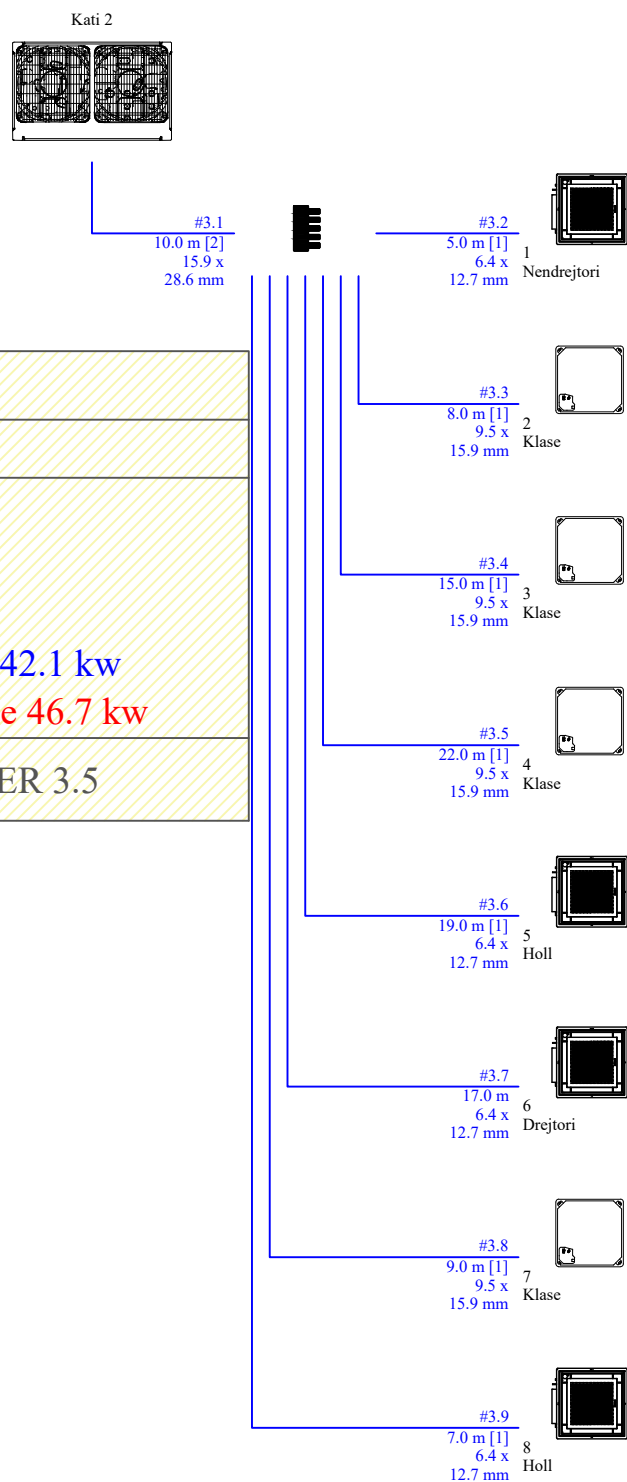 Kati 2
#3.1
10.0 m [2]
15.9 x
28.6 mm
#3.2
5.0 m [1]
6.4 x
12.7 mm
1
Nendrejtori
#3.3
8.0 m [1]
9.5 x
15.9 mm
2
Klase
#3.4
15.0 m [1]
9.5 x
15.9 mm
3
Klase
42.1 kw
e 46.7 kw
ER 3.5
#3.5
22.0 m [1]
9.5 x
15.9 mm
4
Klase
#3.6
19.0 m [1]
6.4 x
12.7 mm
5
Holl
#3.7
17.0 m
6.4 x
12.7 mm
6
Drejtori
#3.8
9.0 m [1]
9.5 x
15.9 mm
7
Klase
#3.9
7.0 m [1]
6.4 x
12.7 mm
8
Holl